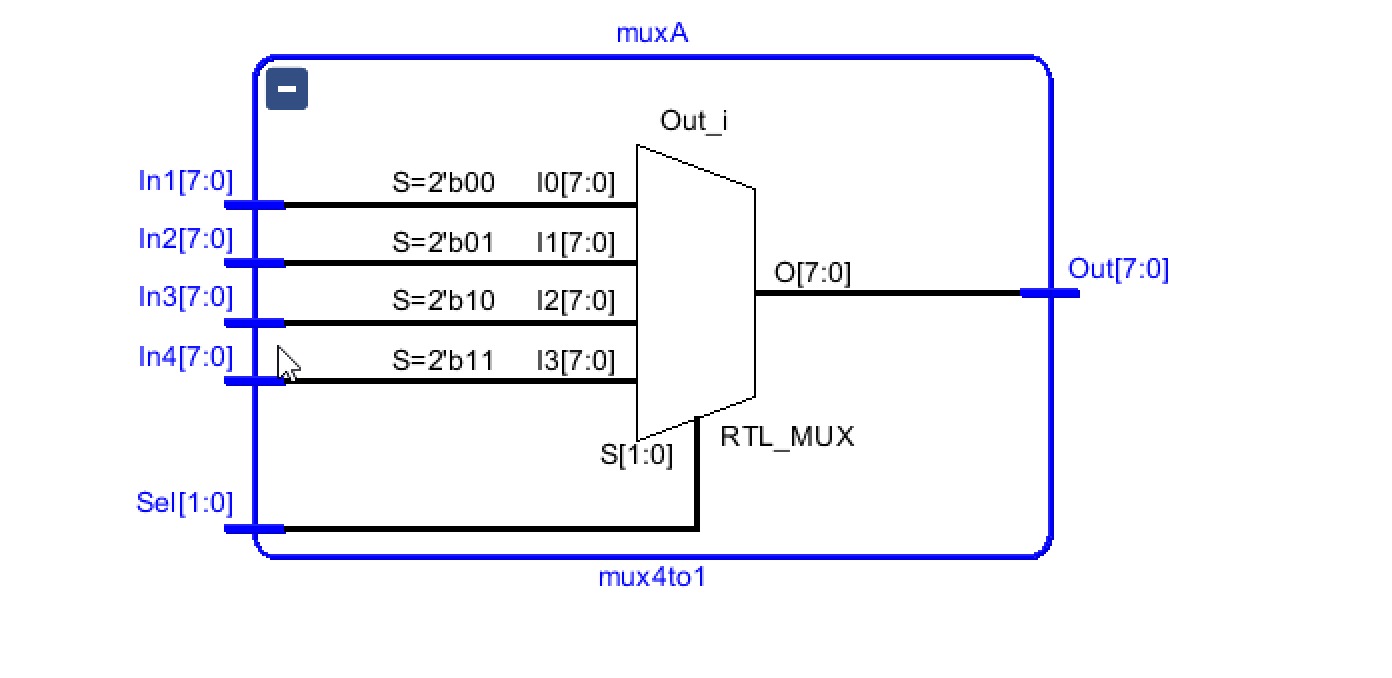 muxA
Out_i
In1[7:0] S=2'b00 I0[7:0]
In2[7:0] S=2'b01 I1[7:0]
O[7:0] Out[7:0]
In3[7:0] S=2'b10 I2[7:0]
In4[7:0] S=2'b11 I3[7:0]
RTL_MUX
S[1:0]
Sel[1:0]
mux4to1